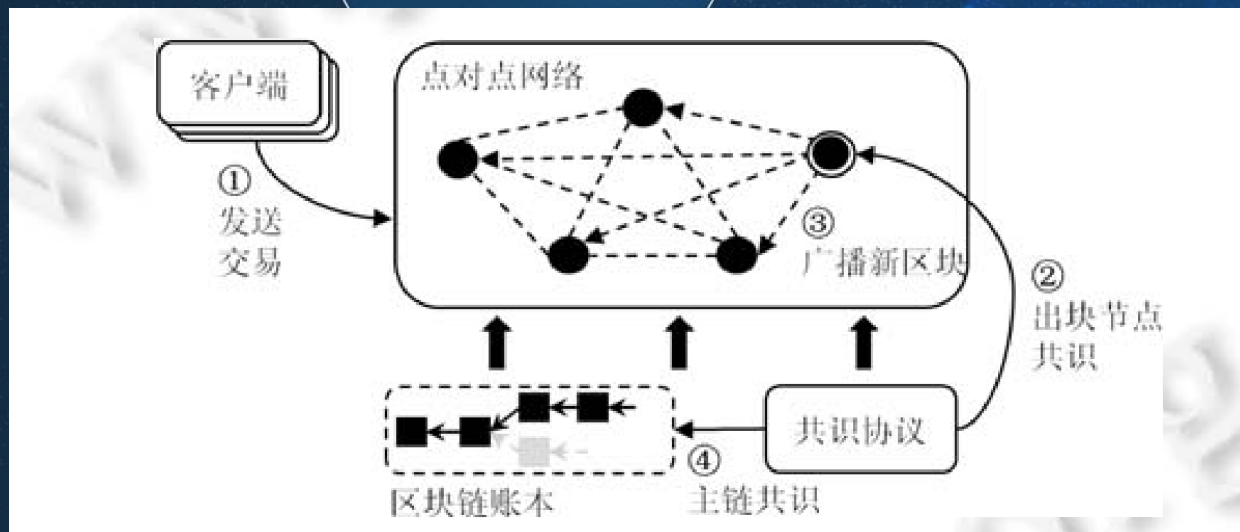 客户端
点对点网络
①
发送
交易
③
广播新区块
②
出块节点
共识
共识协议
④
区块链账本
主链共识